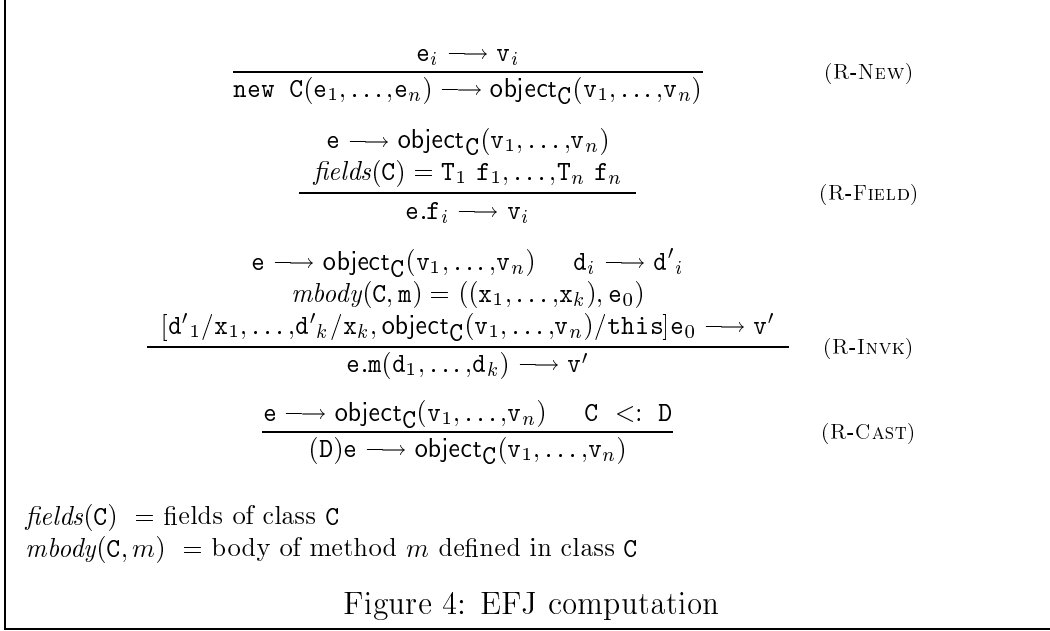 e_i ⟶ v_i
new C(e_1,...,e_n) ⟶ object_C(v_1,...,v_n) (R-New)
e ⟶ object_C(v_1,...,v_n)
fields(C) = T_1 f_1,...,T_n f_n
e.f_i ⟶ v_i (R-Field)
e ⟶ object_C(v_1,...,v_n) d_i ⟶ d'_i
mbody(C, m) = ((x_1,...,x_k), e_0)
[d'_1/x_1,...,d'_k/x_k, object_C(v_1,...,v_n)/this]e_0 ⟶ v'
e.m(d_1,...,d_k) ⟶ v' (R-Invk)
e ⟶ object_C(v_1,...,v_n) C <: D
(D)e ⟶ object_C(v_1,...,v_n) (R-Cast)
fields(C) = fields of class C
mbody(C, m) = body of method m defined in class C
Figure 4: EFJ computation